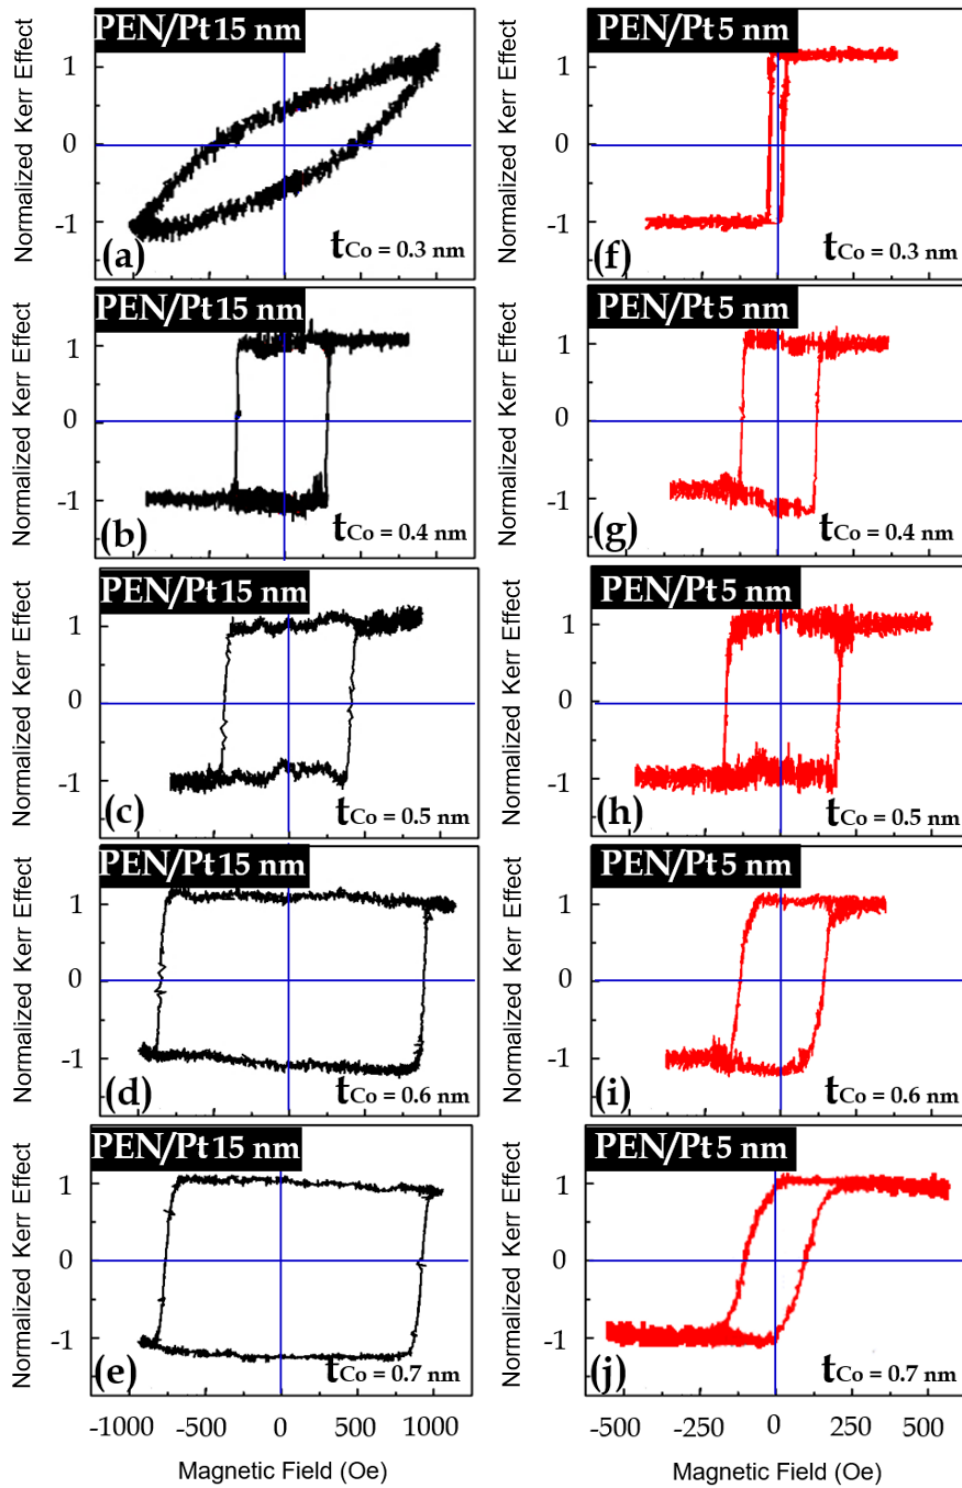 PEN/Pt 15 nm
Normalized Kerr Effect
1
0
-1
(a)
tCo = 0.3 nm
PEN/Pt 5 nm
Normalized Kerr Effect
1
0
-1
(f)
tCo = 0.3 nm
PEN/Pt 15 nm
Normalized Kerr Effect
1
0
-1
(b)
tCo = 0.4 nm
PEN/Pt 5 nm
Normalized Kerr Effect
1
0
-1
(g)
tCo = 0.4 nm
PEN/Pt 15 nm
Normalized Kerr Effect
1
0
-1
(c)
tCo = 0.5 nm
PEN/Pt 5 nm
Normalized Kerr Effect
1
0
-1
(h)
tCo = 0.5 nm
PEN/Pt 15 nm
Normalized Kerr Effect
1
0
-1
(d)
tCo = 0.6 nm
PEN/Pt 5 nm
Normalized Kerr Effect
1
0
-1
(i)
tCo = 0.6 nm
PEN/Pt 15 nm
Normalized Kerr Effect
1
0
-1
(e)
tCo = 0.7 nm
PEN/Pt 5 nm
Normalized Kerr Effect
1
0
-1
(j)
tCo = 0.7 nm
-1000 -500 0 500 1000
Magnetic Field (Oe)
-500 -250 0 250 500
Magnetic Field (Oe)